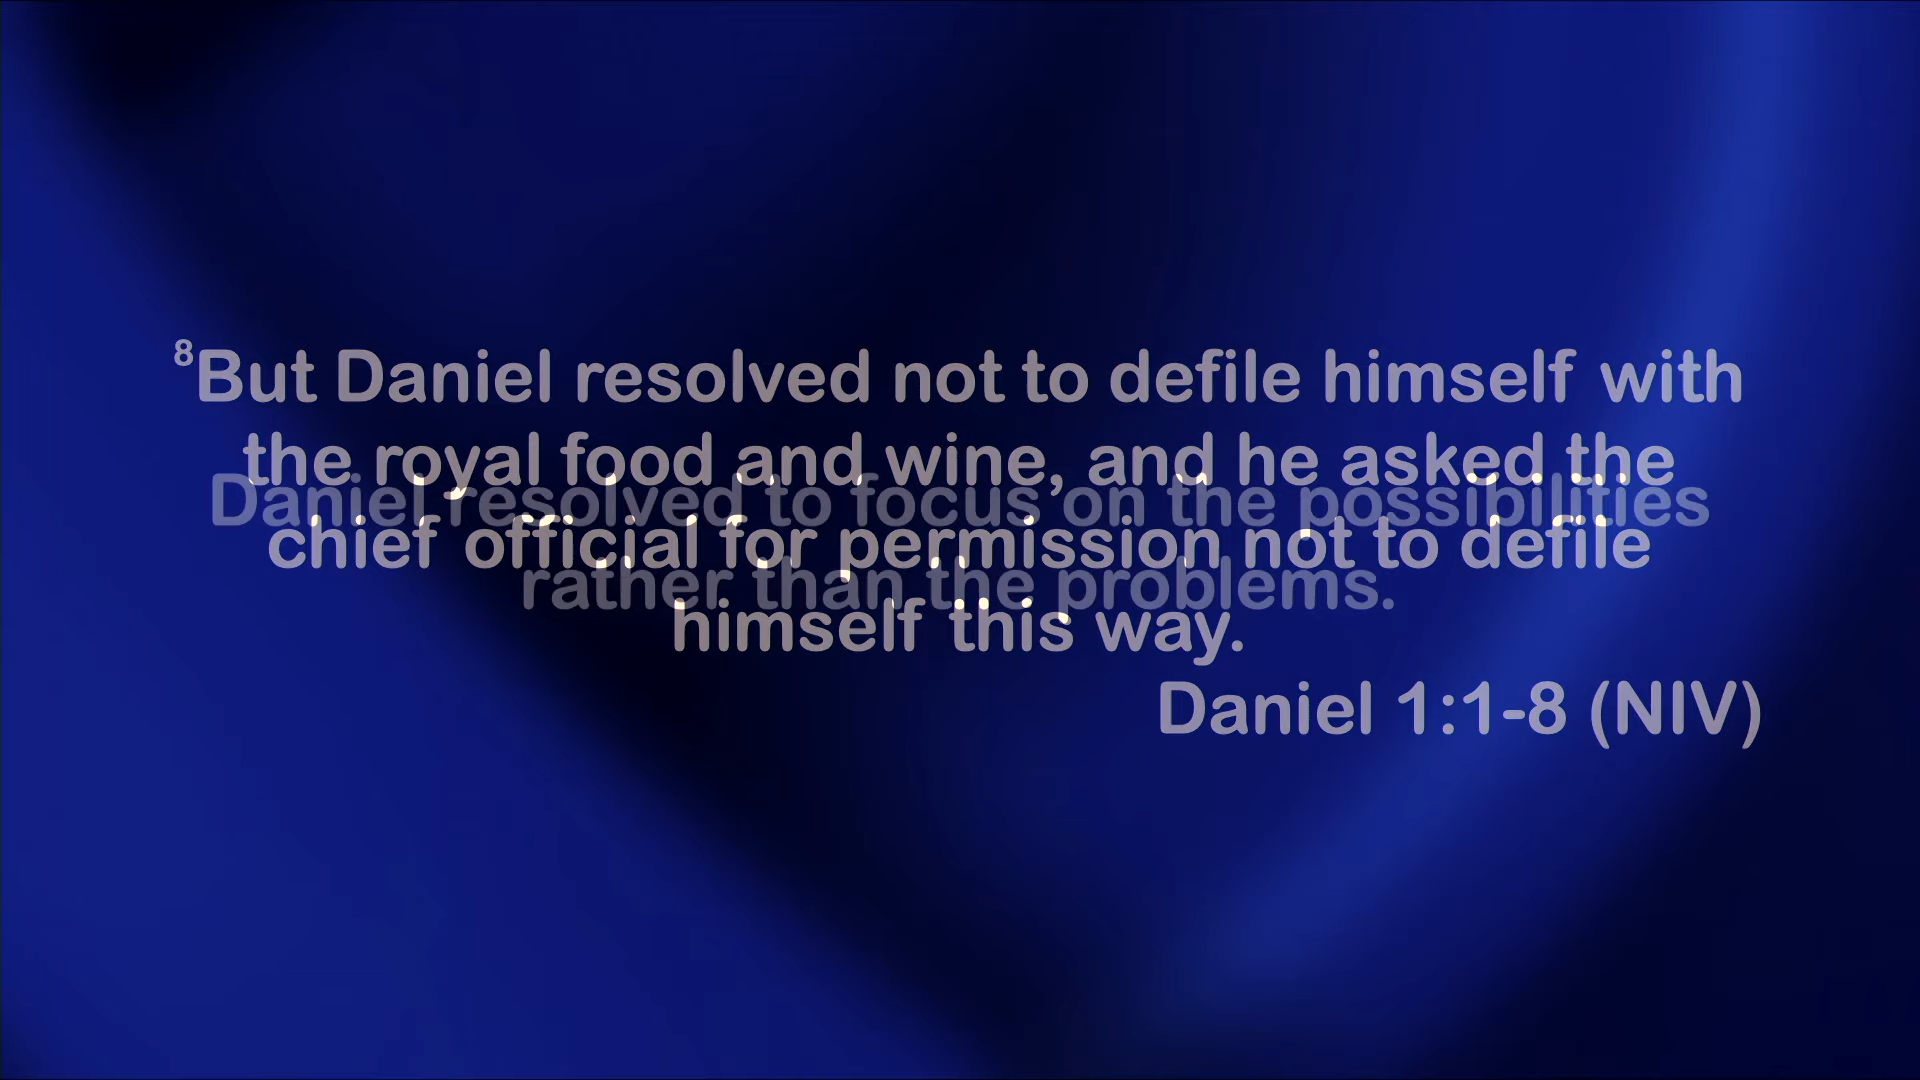 ⁸But Daniel resolved not to defile himself with
the royal food and wine, and he asked the
chief official for permission not to defile
himself this way.
Daniel 1:1-8 (NIV)
Daniel resolved to focus on the possibilities
rather than the problems.